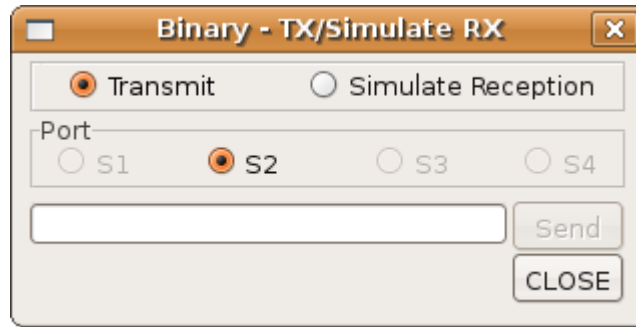 Binary - TX/Simulate RX
Transmit Simulate Reception
Port
S1 S2 S3 S4
Send
CLOSE